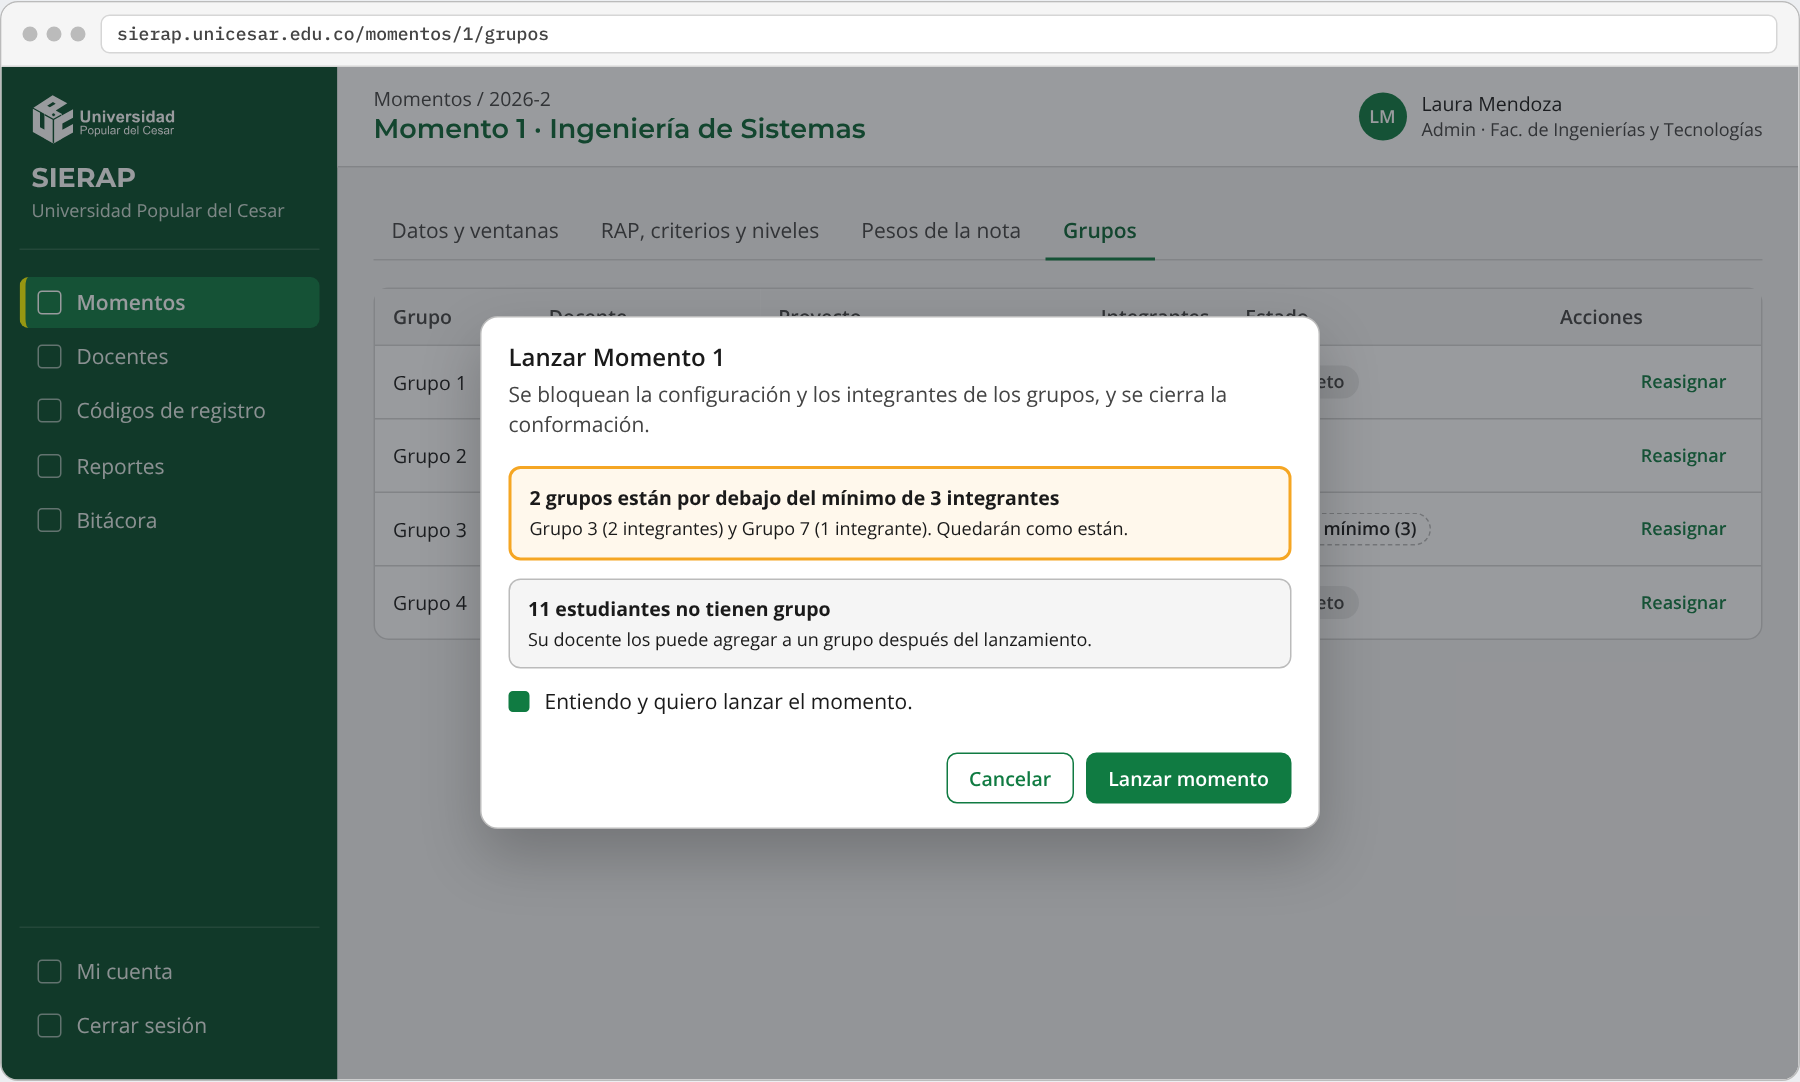 sierap.unicesar.edu.co/momentos/1/grupos
Universidad
Popular del Cesar
SIERAP
Universidad Popular del Cesar
Momentos
Docentes
Códigos de registro
Reportes
Bitácora
Mi cuenta
Cerrar sesión
Momentos / 2026-2
Momento 1 · Ingeniería de Sistemas
LM
Laura Mendoza
Admin · Fac. de Ingenierías y Tecnologías
Datos y ventanas RAP, criterios y niveles Pesos de la nota Grupos
Grupo Docente Proyecto Integrantes Estado Acciones
Grupo 1 eto Reasignar
Grupo 2 Reasignar
Grupo 3 mínimo (3) Reasignar
Grupo 4 eto Reasignar
Lanzar Momento 1
Se bloquean la configuración y los integrantes de los grupos, y se cierra la
conformación.
2 grupos están por debajo del mínimo de 3 integrantes
Grupo 3 (2 integrantes) y Grupo 7 (1 integrante). Quedarán como están.
11 estudiantes no tienen grupo
Su docente los puede agregar a un grupo después del lanzamiento.
Entiendo y quiero lanzar el momento.
Cancelar Lanzar momento